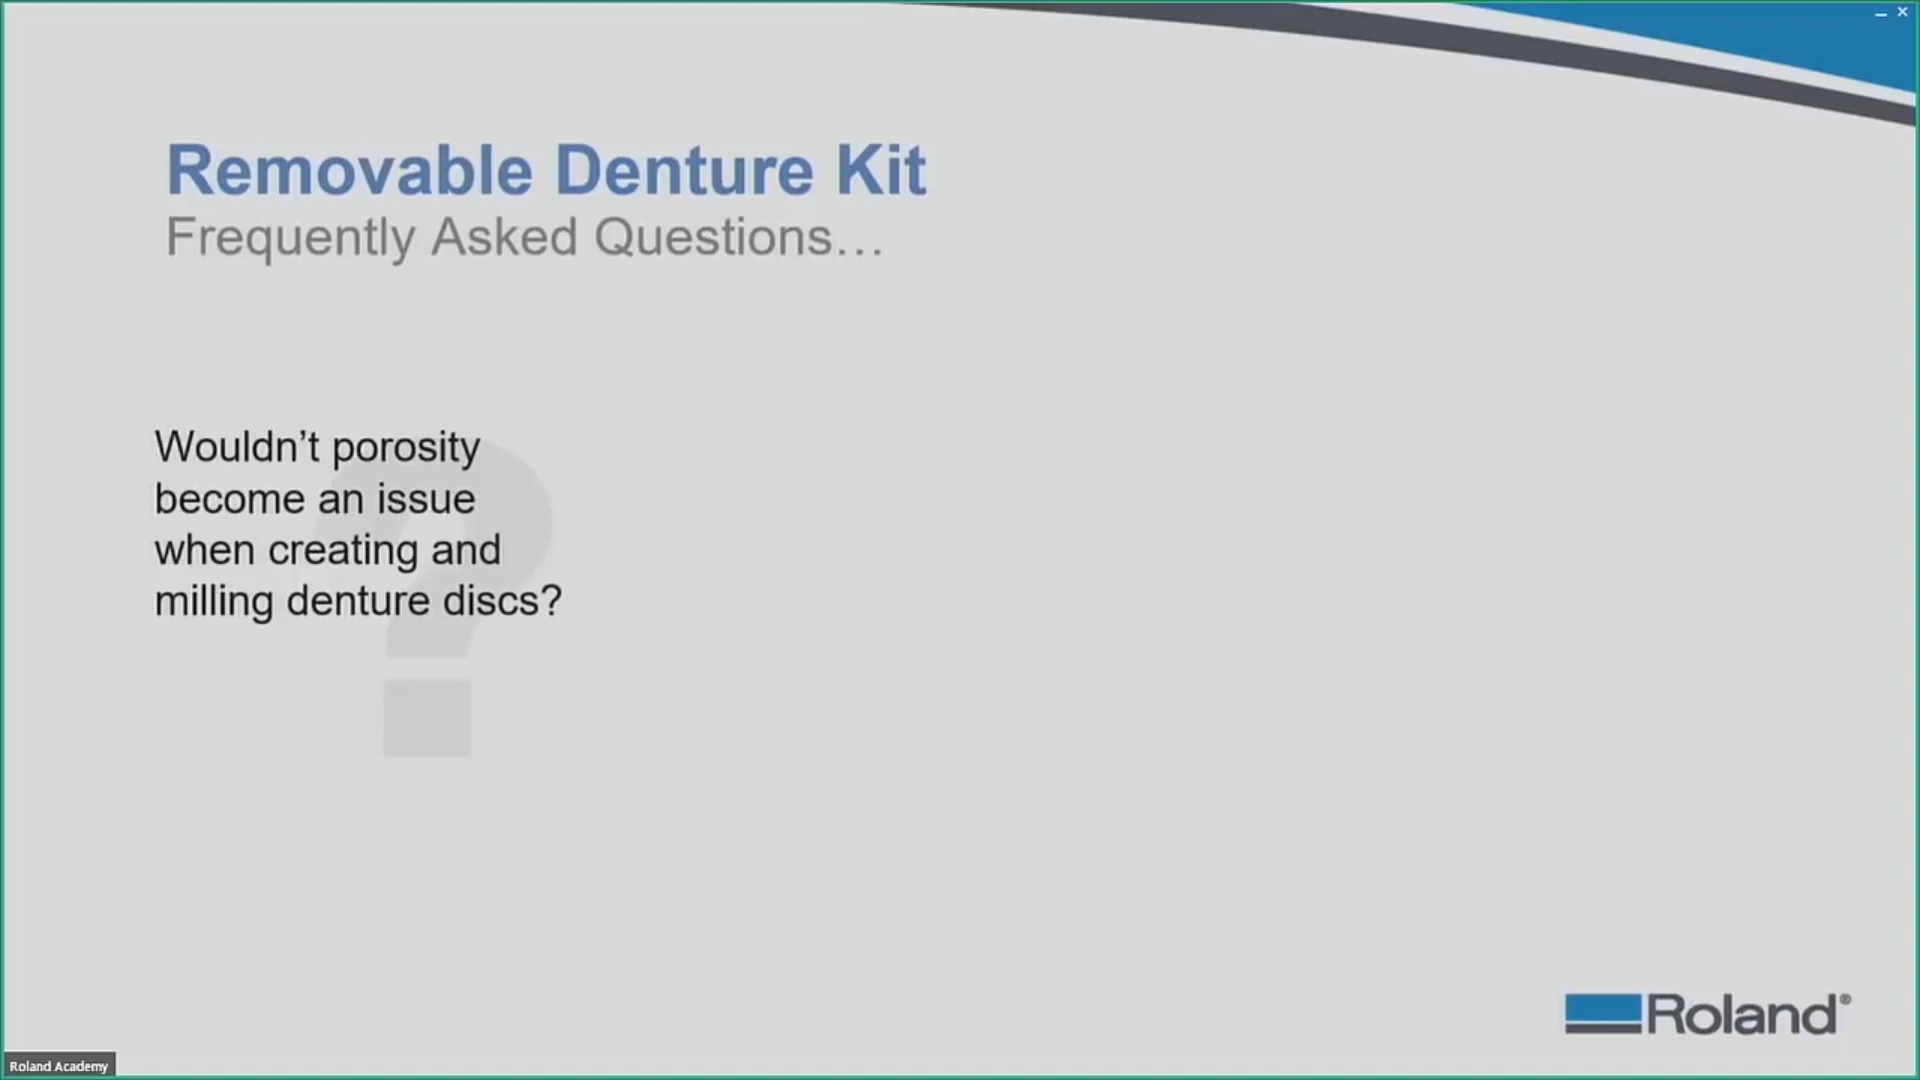 Removable Denture Kit
Frequently Asked Questions…
Wouldn’t porosity
become an issue
when creating and
milling denture discs?
?
Roland®
Roland Academy